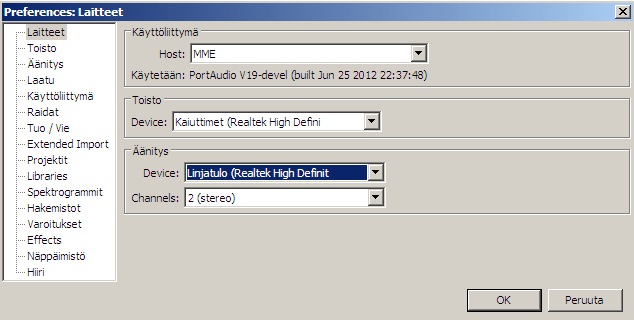 Preferences: Laitteet
Laitteet
Toisto
Äänitys
Laatu
Käyttöliittymä
Raidat
Tuo / Vie
Extended Import
Projektit
Libraries
Spektrogrammit
Hakemistot
Varoitukset
Effects
Näppäimistö
Hiiri
Käyttöliittymä
Host: MME
Käytetään: PortAudio V19-devel (built Jun 25 2012 22:37:48)
Toisto
Device: Kaiuttimet (Realtek High Defini
Äänitys
Device: Linjatulo (Realtek High Definit
Channels: 2 (stereo)
OK Peruuta